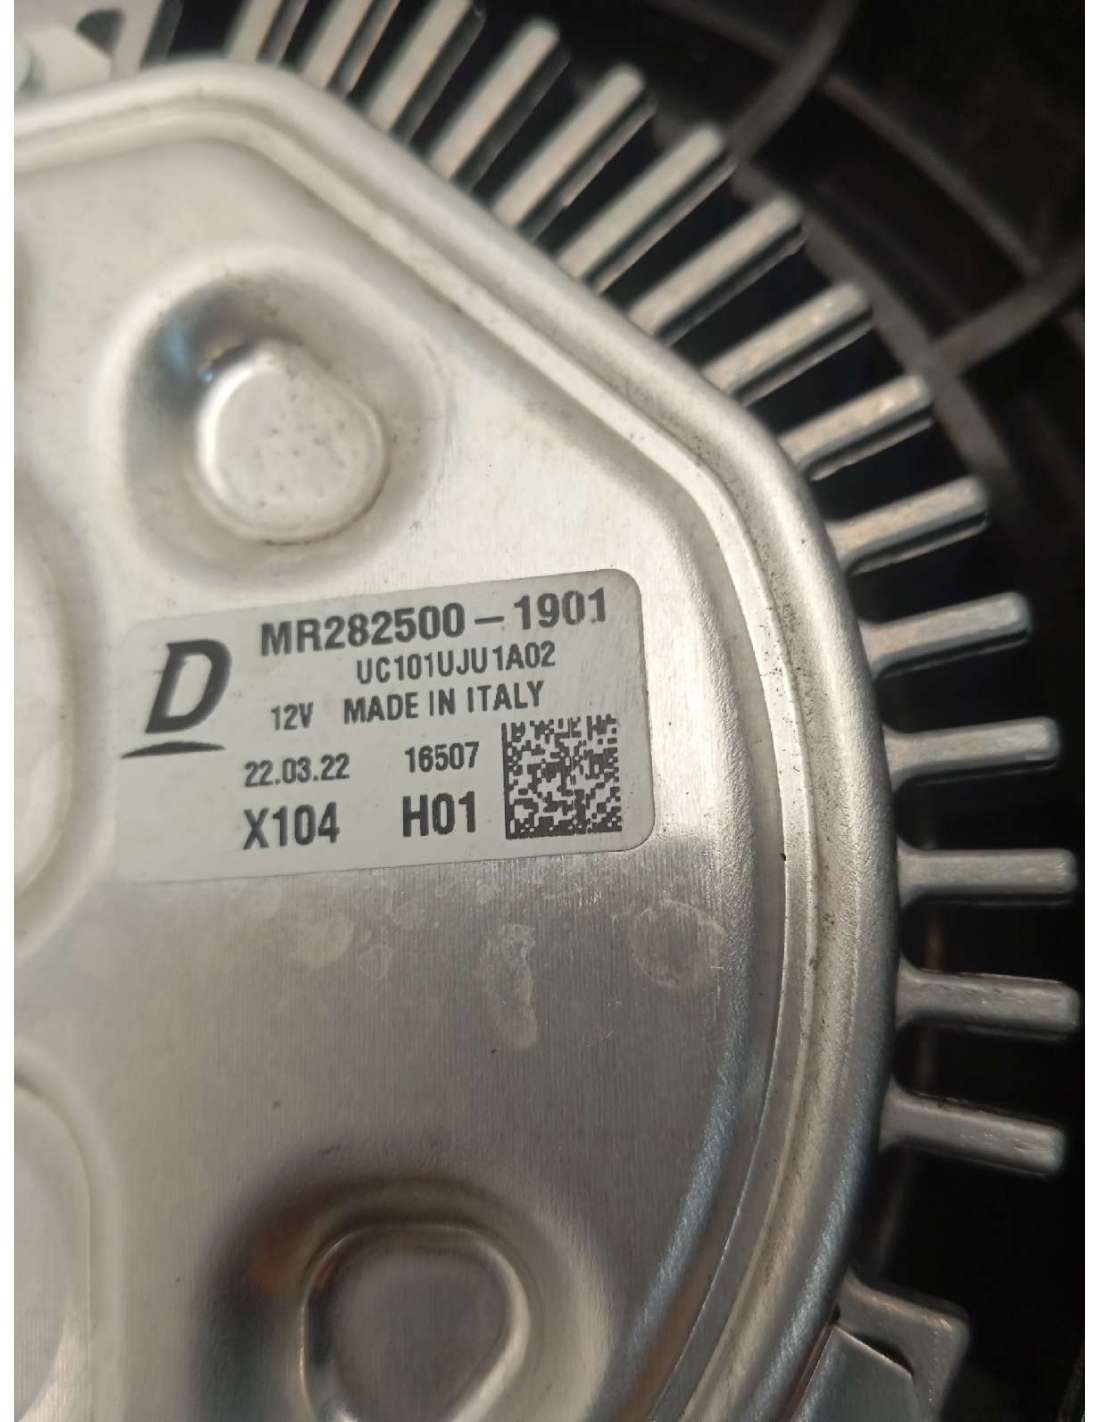 D
MR282500-1901
UC101UJU1A02
12V MADE IN ITALY
22.03.22 16507
X104 H01